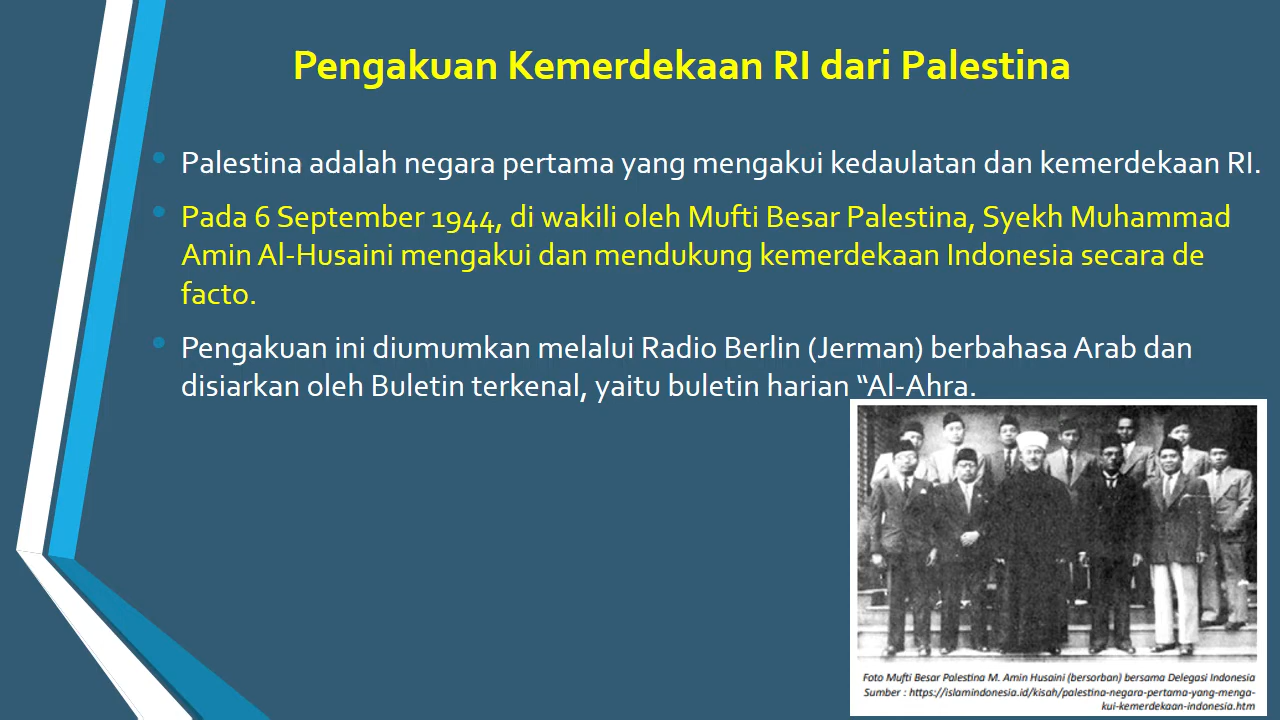 Pengakuan Kemerdekaan RI dari Palestina
Palestina adalah negara pertama yang mengakui kedaulatan dan kemerdekaan RI.
Pada 6 September 1944, di wakili oleh Mufti Besar Palestina, Syekh Muhammad
Amin Al-Husaini mengakui dan mendukung kemerdekaan Indonesia secara de
facto.
Pengakuan ini diumumkan melalui Radio Berlin (Jerman) berbahasa Arab dan
disiarkan oleh Buletin terkenal, yaitu buletin harian “Al-Ahra.
Foto Mufti Besar Palestina M. Amin Husaini (bersorban) bersama Delegasi Indonesia
Sumber : https://islamindonesia.id/kisah/palestina-negara-pertama-yang-menga-
kui-kemerdekaan-indonesia.htm